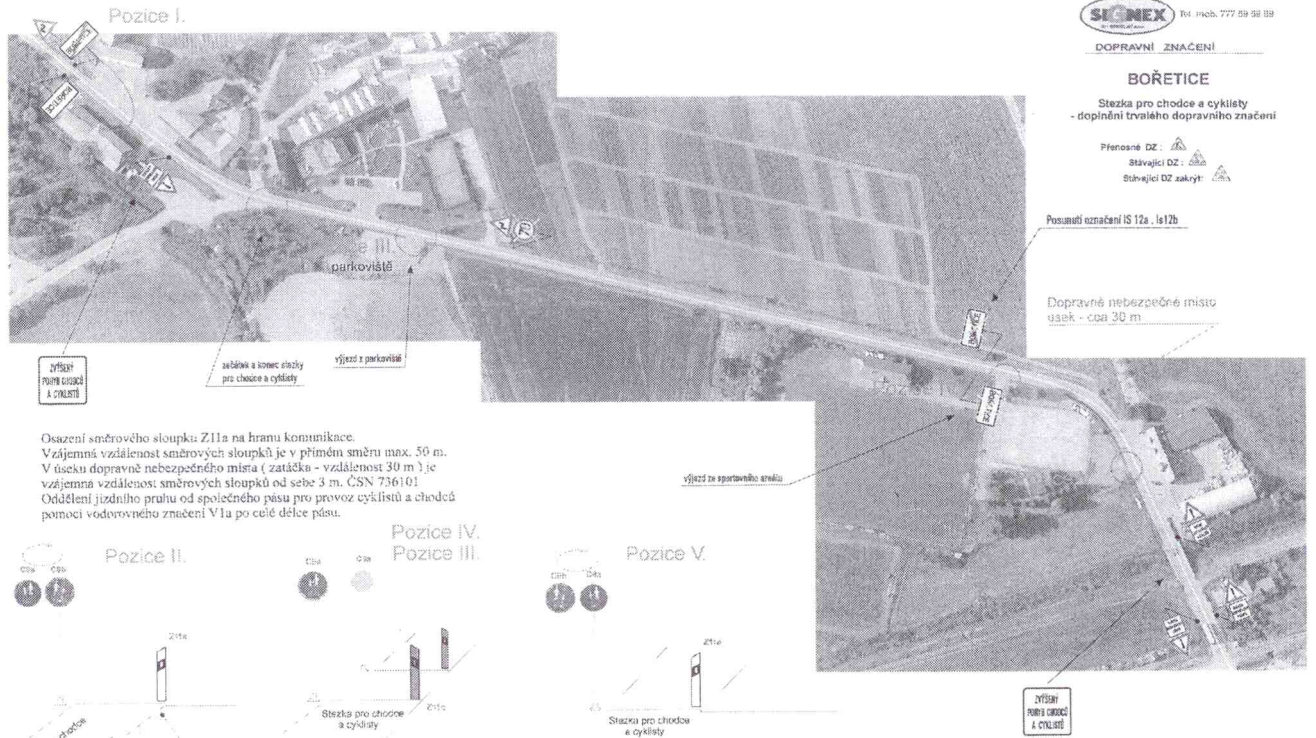 Pozice I.
SIGNEX
DOPRAVNÍ ZNAČENÍ
BOŘETICE
Stezka pro chodce a cyklisty
- doplnění trvalého dopravního značení
Přenosné DZ :
Stávající DZ :
Stávající DZ zakrýt:
BOŘETICE
III.
parkoviště
Posunutí označení IS 12a , Is12b
Dopravně nebezpečné místo
úsek - cca 30 m
BOŘETICE
BOŘETICE
ZVÝŠENÝ
POHYB CHODCŮ
A CYKLISTŮ
začátek a konec stezky
pro chodce a cyklisty
výjezd z parkoviště
výjezd ze sportovního areálu
Osazení směrového sloupku Z11a na hranu komunikace.
Vzájemná vzdálenost směrových sloupků je v přímém směru max. 50 m.
V úseku dopravně nebezpečného místa ( zatáčka - vzdálenost 30 m ) je
vzájemná vzdálenost směrových sloupků od sebe 3 m. ČSN 736101
Oddělení jízdního pruhu od společného pásu pro provoz cyklistů a chodců
pomocí vodorovného značení V1a po celé délce pásu.
Pozice II.
Z11a
chodce
Pozice IV.
Pozice III.
Stezka pro chodce
a cyklisty
Pozice V.
Z11a
Stezka pro chodce
a cyklisty
ZVÝŠENÝ
POHYB CHODCŮ
A CYKLISTŮ